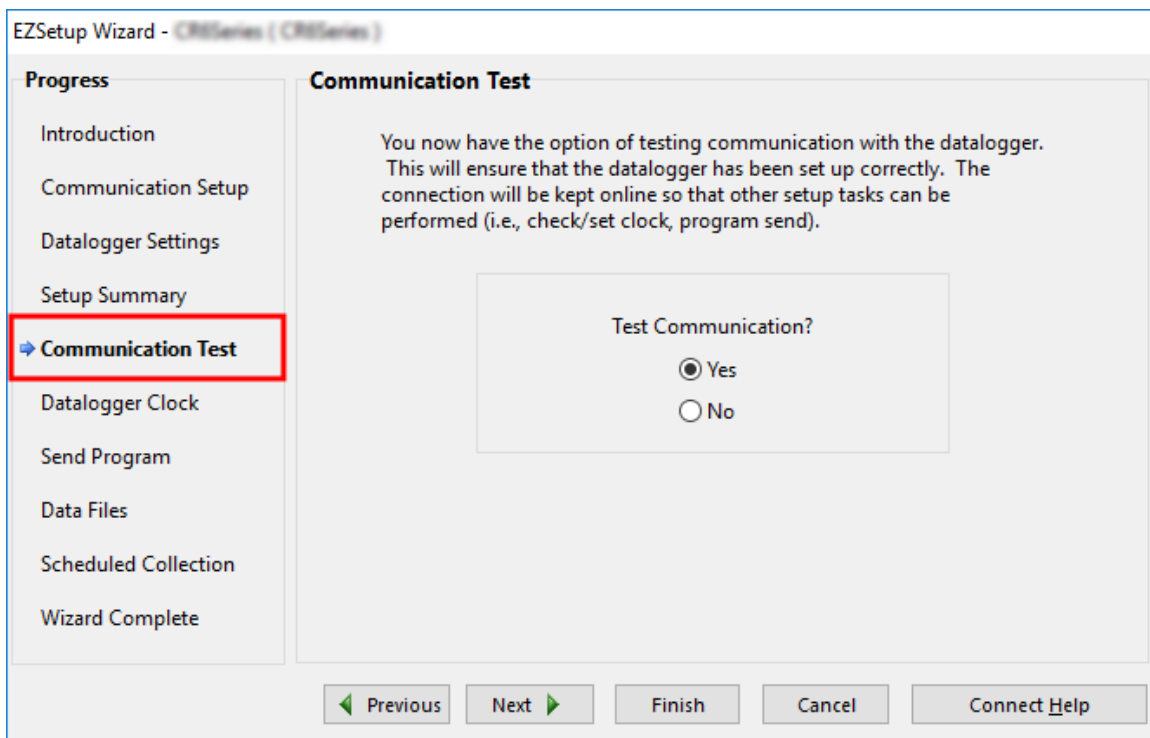 EZSetup Wizard -
Progress
Introduction
Communication Setup
Datalogger Settings
Setup Summary
Communication Test
Datalogger Clock
Send Program
Data Files
Scheduled Collection
Wizard Complete
Communication Test
You now have the option of testing communication with the datalogger.
This will ensure that the datalogger has been set up correctly. The
connection will be kept online so that other setup tasks can be
performed (i.e., check/set clock, program send).
Test Communication?
Yes
No
Previous
Next
Finish
Cancel
Connect Help